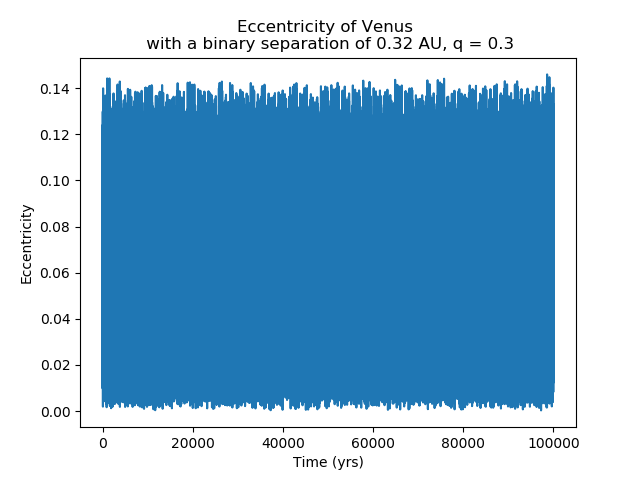 Eccentricity of Venus
with a binary separation of 0.32 AU, q = 0.3
0.14
0.12
0.10
0.08
0.06
0.04
0.02
0.00
Eccentricity
0 20000 40000 60000 80000 100000
Time (yrs)